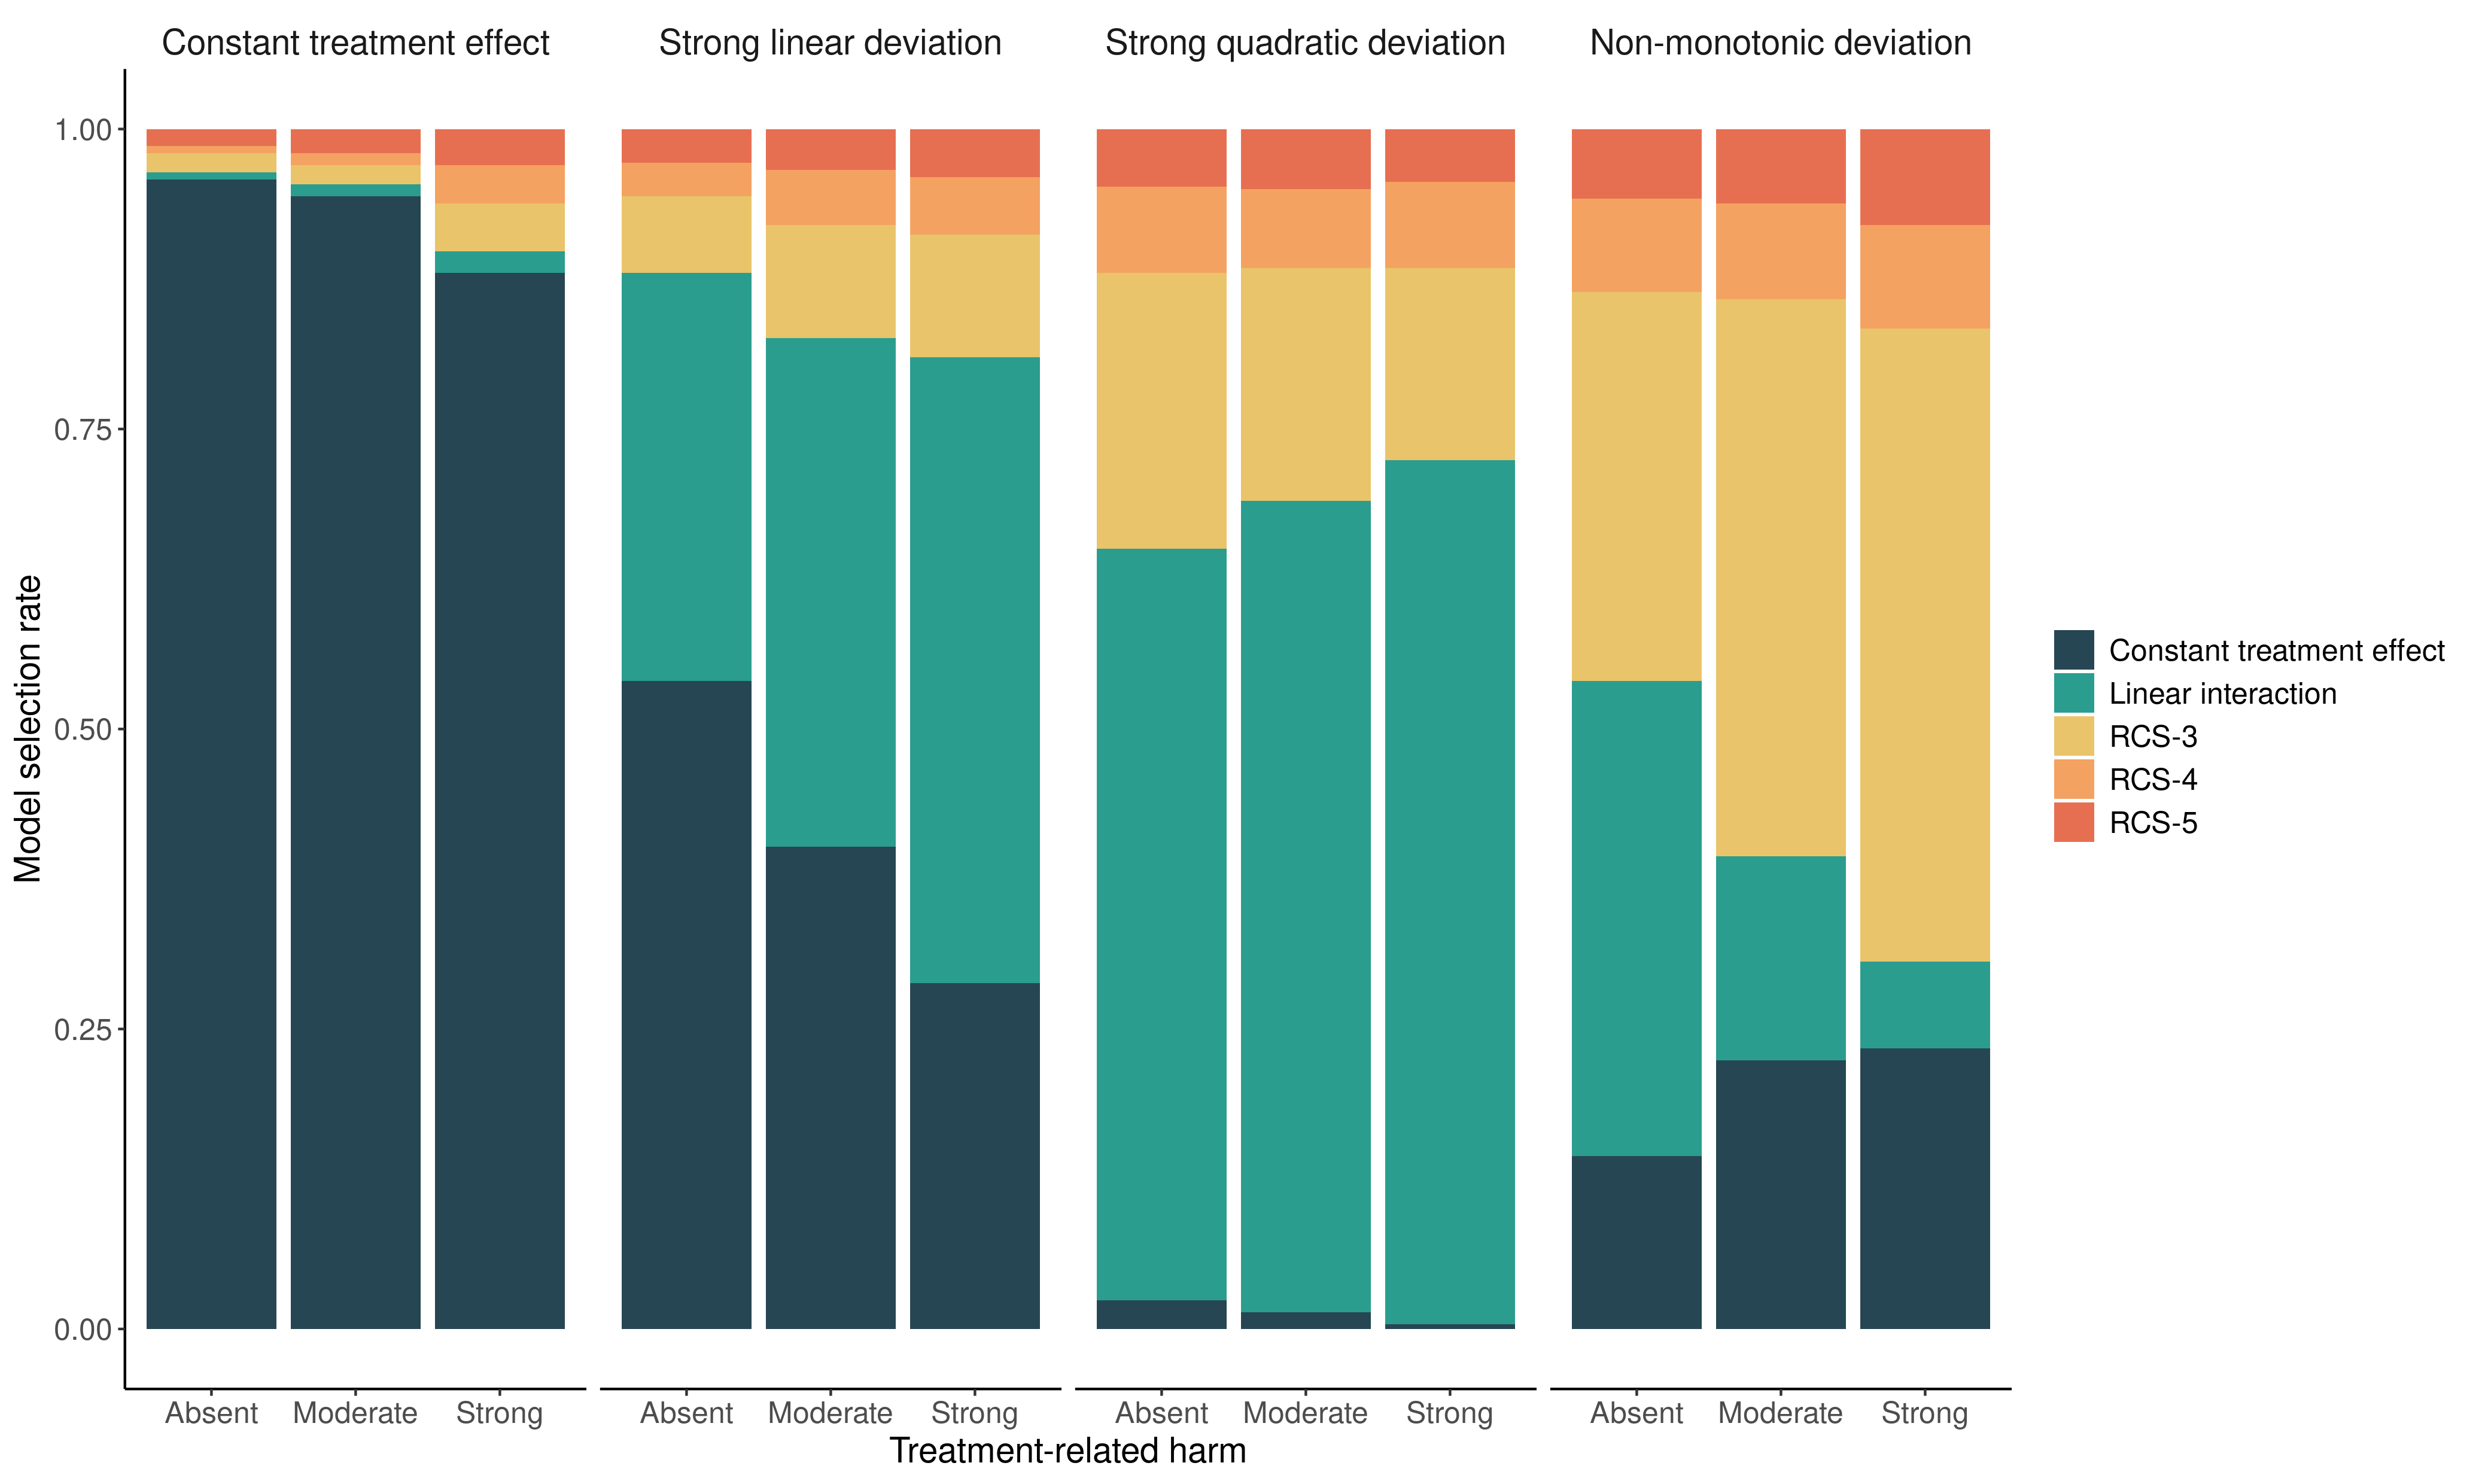 Constant treatment effect
Strong linear deviation
Strong quadratic deviation
Non-monotonic deviation
1.00
0.75
0.50
0.25
0.00
Model selection rate
Absent Moderate Strong
Absent Moderate Strong
Absent Moderate Strong
Absent Moderate Strong
Treatment-related harm
Constant treatment effect
Linear interaction
RCS-3
RCS-4
RCS-5